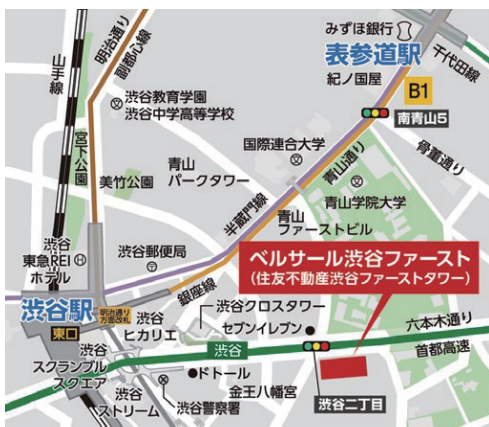 みずほ銀行
表参道駅
紀ノ国屋
千代田線
B1
南青山5
骨董通り
明治通り
副都心線
山手線
渋谷教育学園
渋谷中学高等学校
宮下公園
美竹公園
国際連合大学
青山
パークタワー
青山通り
青山学院大学
半蔵門線
青山
ファーストビル
渋谷
東急REI
ホテル
H
渋谷郵便局
ベルサール渋谷ファースト
(住友不動産渋谷ファーストタワー)
銀座線
渋谷駅
東口
明治通り
方面改札
渋谷
ヒカリエ
渋谷クロスタワー
セブンイレブン
六本木通り
首都高速
渋谷
渋谷
スクランブル
スクエア
ドトール
金王八幡宮
渋谷二丁目
渋谷
ストリーム
渋谷警察署